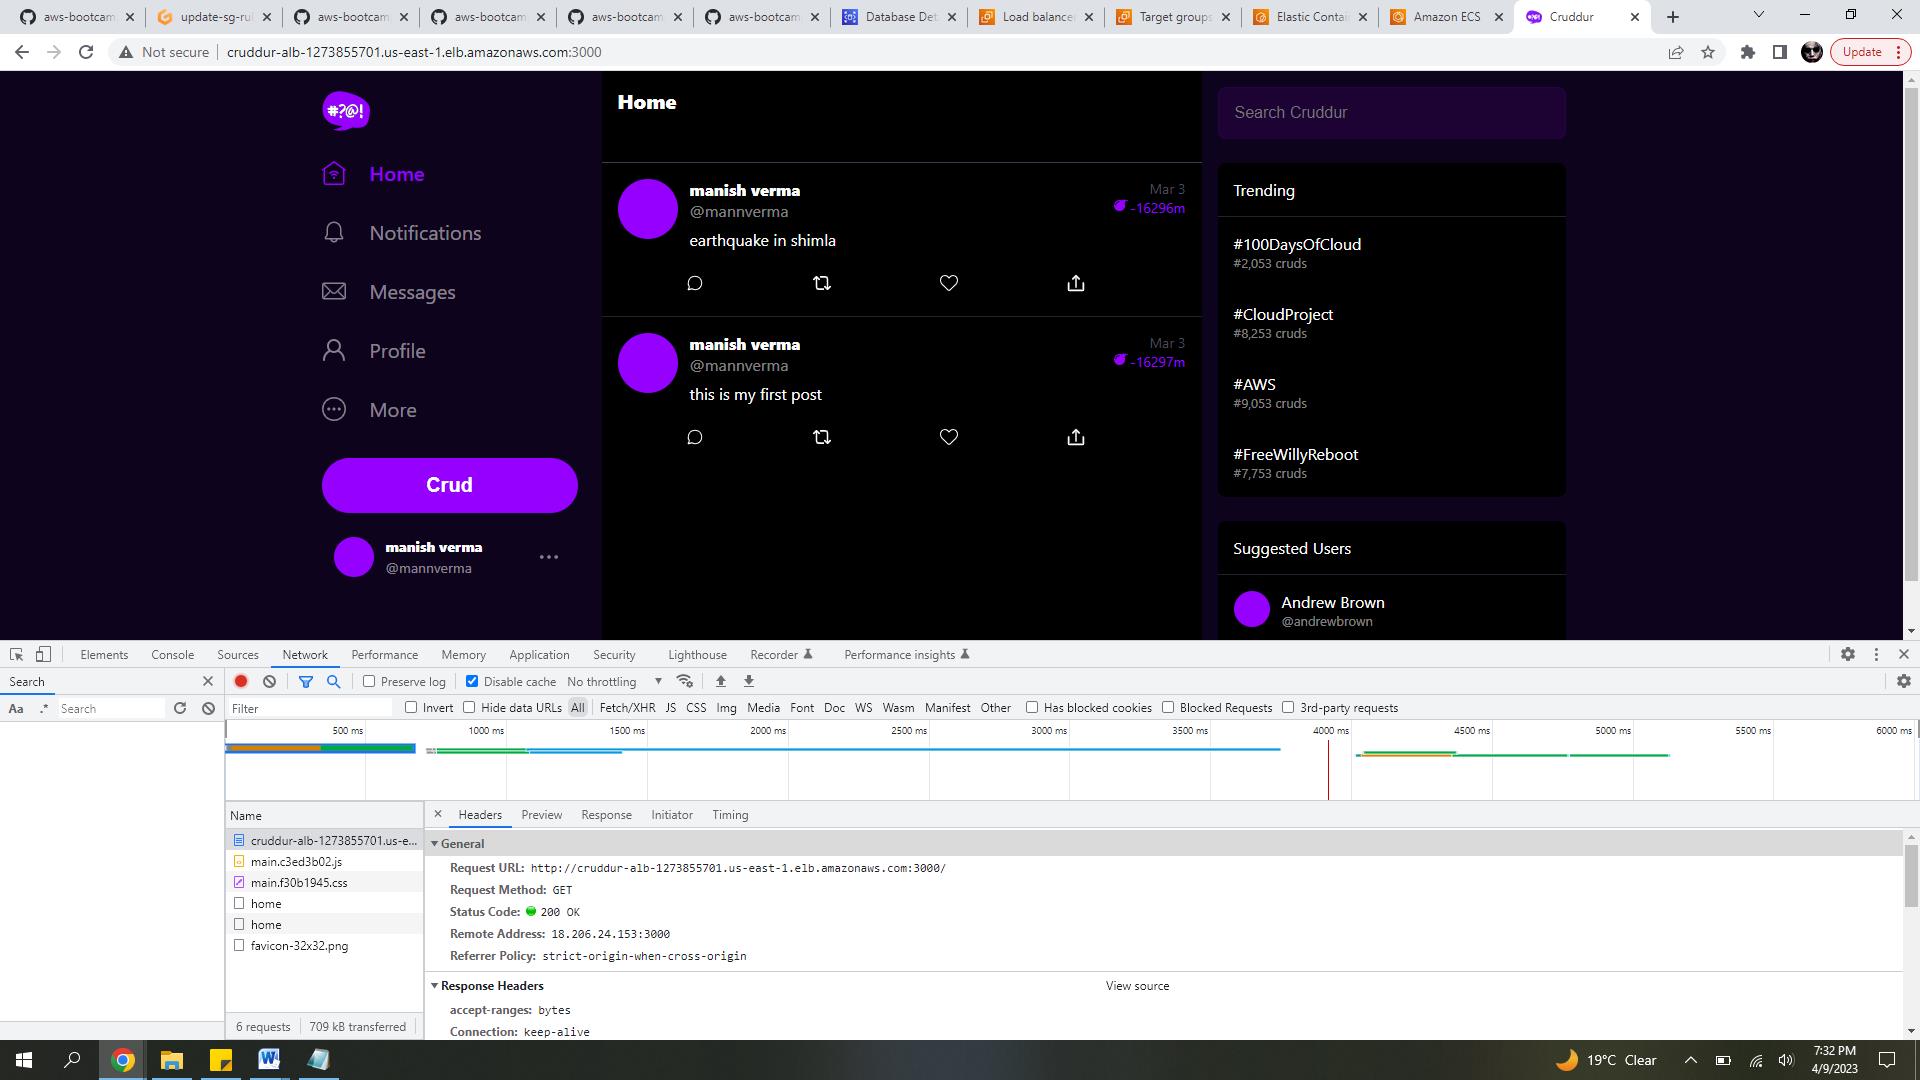 aws-bootcam
update-sg-rul
aws-bootcam
aws-bootcam
aws-bootcam
aws-bootcam
Database Det
Load balance
Target groups
Elastic Contai
Amazon ECS
Cruddur
Not secure
cruddur-alb-1273855701.us-east-1.elb.amazonaws.com:3000
Update
#?@!
Home
Notifications
Messages
Profile
More
Crud
manish verma
@mannverma
Home
manish verma
@mannverma
Mar 3
-16296m
earthquake in shimla
manish verma
@mannverma
Mar 3
-16297m
this is my first post
Search Cruddur
Trending
#100DaysOfCloud
#2,053 cruds
#CloudProject
#8,253 cruds
#AWS
#9,053 cruds
#FreeWillyReboot
#7,753 cruds
Suggested Users
Andrew Brown
@andrewbrown
Elements Console Sources Network Performance Memory Application Security Lighthouse Recorder Performance insights
Search
Preserve log Disable cache No throttling
Aa .* Search
Filter Invert Hide data URLs All Fetch/XHR JS CSS Img Media Font Doc WS Wasm Manifest Other Has blocked cookies Blocked Requests 3rd-party requests
500 ms 1000 ms 1500 ms 2000 ms 2500 ms 3000 ms 3500 ms 4000 ms 4500 ms 5000 ms 5500 ms 6000 ms
Name
cruddur-alb-1273855701.us-e...
main.c3ed3b02.js
main.f30b1945.css
home
home
favicon-32x32.png
6 requests 709 kB transferred
Headers Preview Response Initiator Timing
General
Request URL: http://cruddur-alb-1273855701.us-east-1.elb.amazonaws.com:3000/
Request Method: GET
Status Code: 200 OK
Remote Address: 18.206.24.153:3000
Referrer Policy: strict-origin-when-cross-origin
Response Headers View source
accept-ranges: bytes
Connection: keep-alive
19°C Clear
7:32 PM
4/9/2023